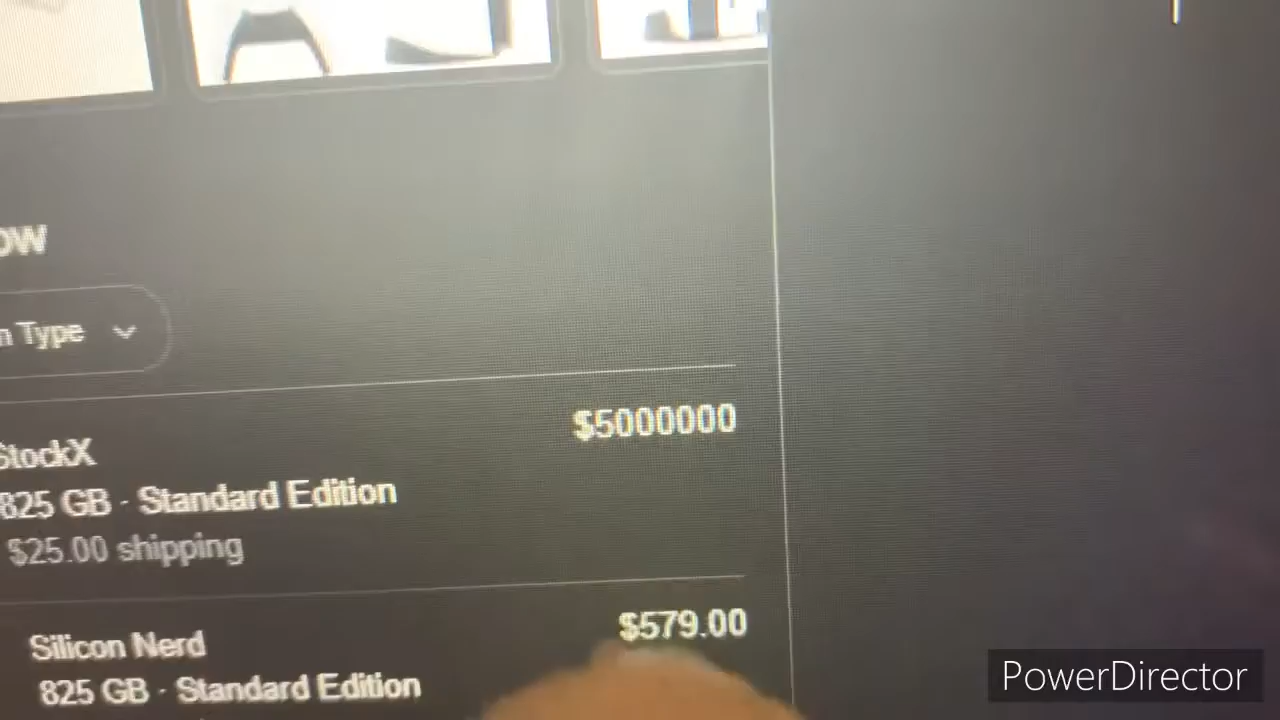 ow
n Type
StockX
$5000000
825 GB · Standard Edition
$25.00 shipping
Silicon Nerd
$579.00
825 GB · Standard Edition
PowerDirector